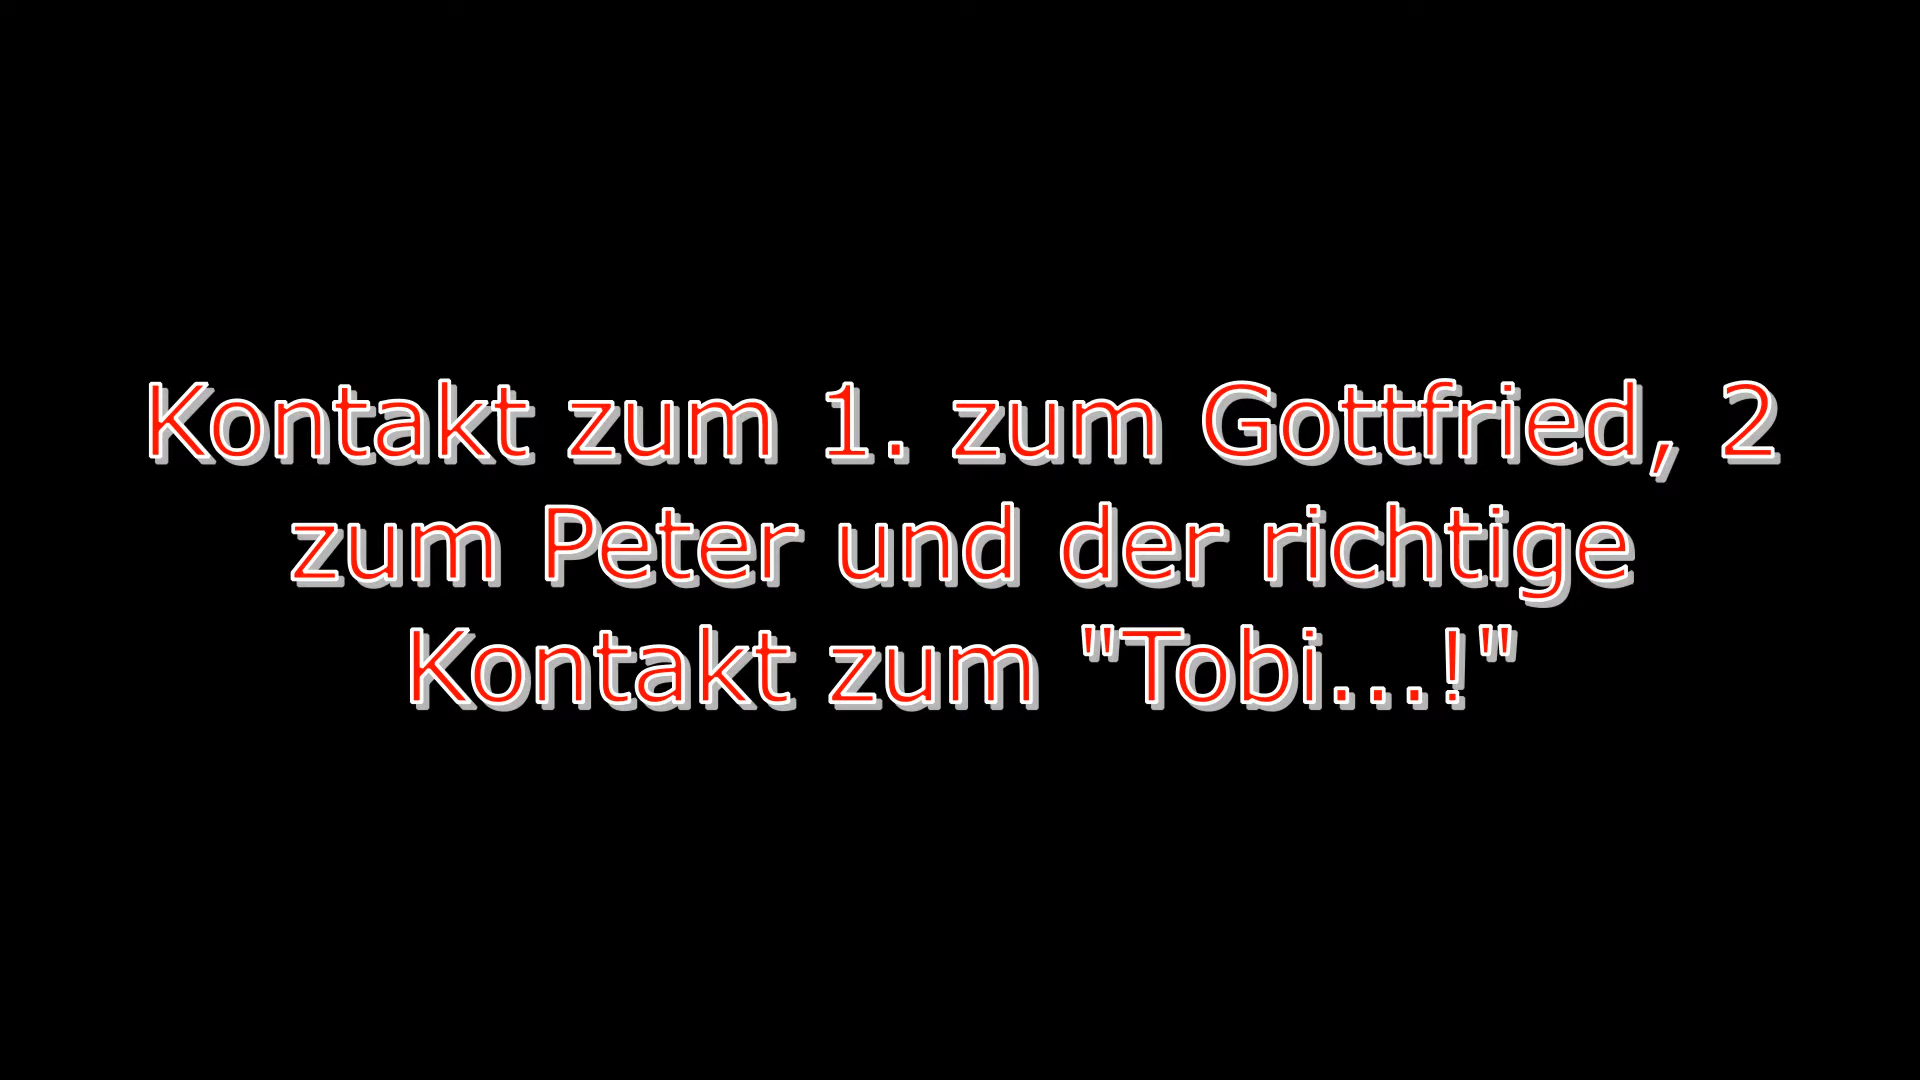 Kontakt zum 1. zum Gottfried, 2
zum Peter und der richtige
Kontakt zum "Tobi...!"